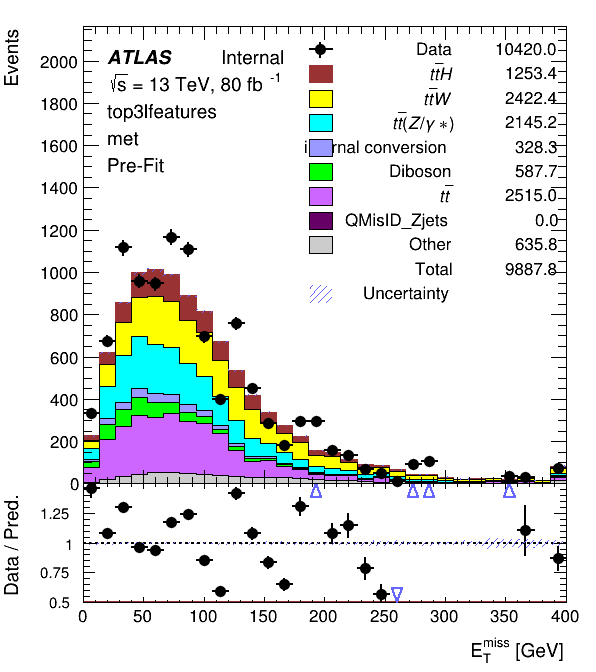 Events
2000
1800
1600
1400
1200
1000
800
600
400
200
0
ATLAS Internal
√s = 13 TeV, 80 fb⁻¹
top3lfeatures
met
Pre-Fit
Data 10420.0
tt̄H 1253.4
tt̄W 2422.4
tt̄(Z/γ *) 2145.2
internal conversion 328.3
Diboson 587.7
tt̄ 2515.0
QMisID_Zjets 0.0
Other 635.8
Total 9887.8
Uncertainty
Data / Pred.
1.25
1
0.75
0.5
0 50 100 150 200 250 300 350 400
E_T^miss [GeV]